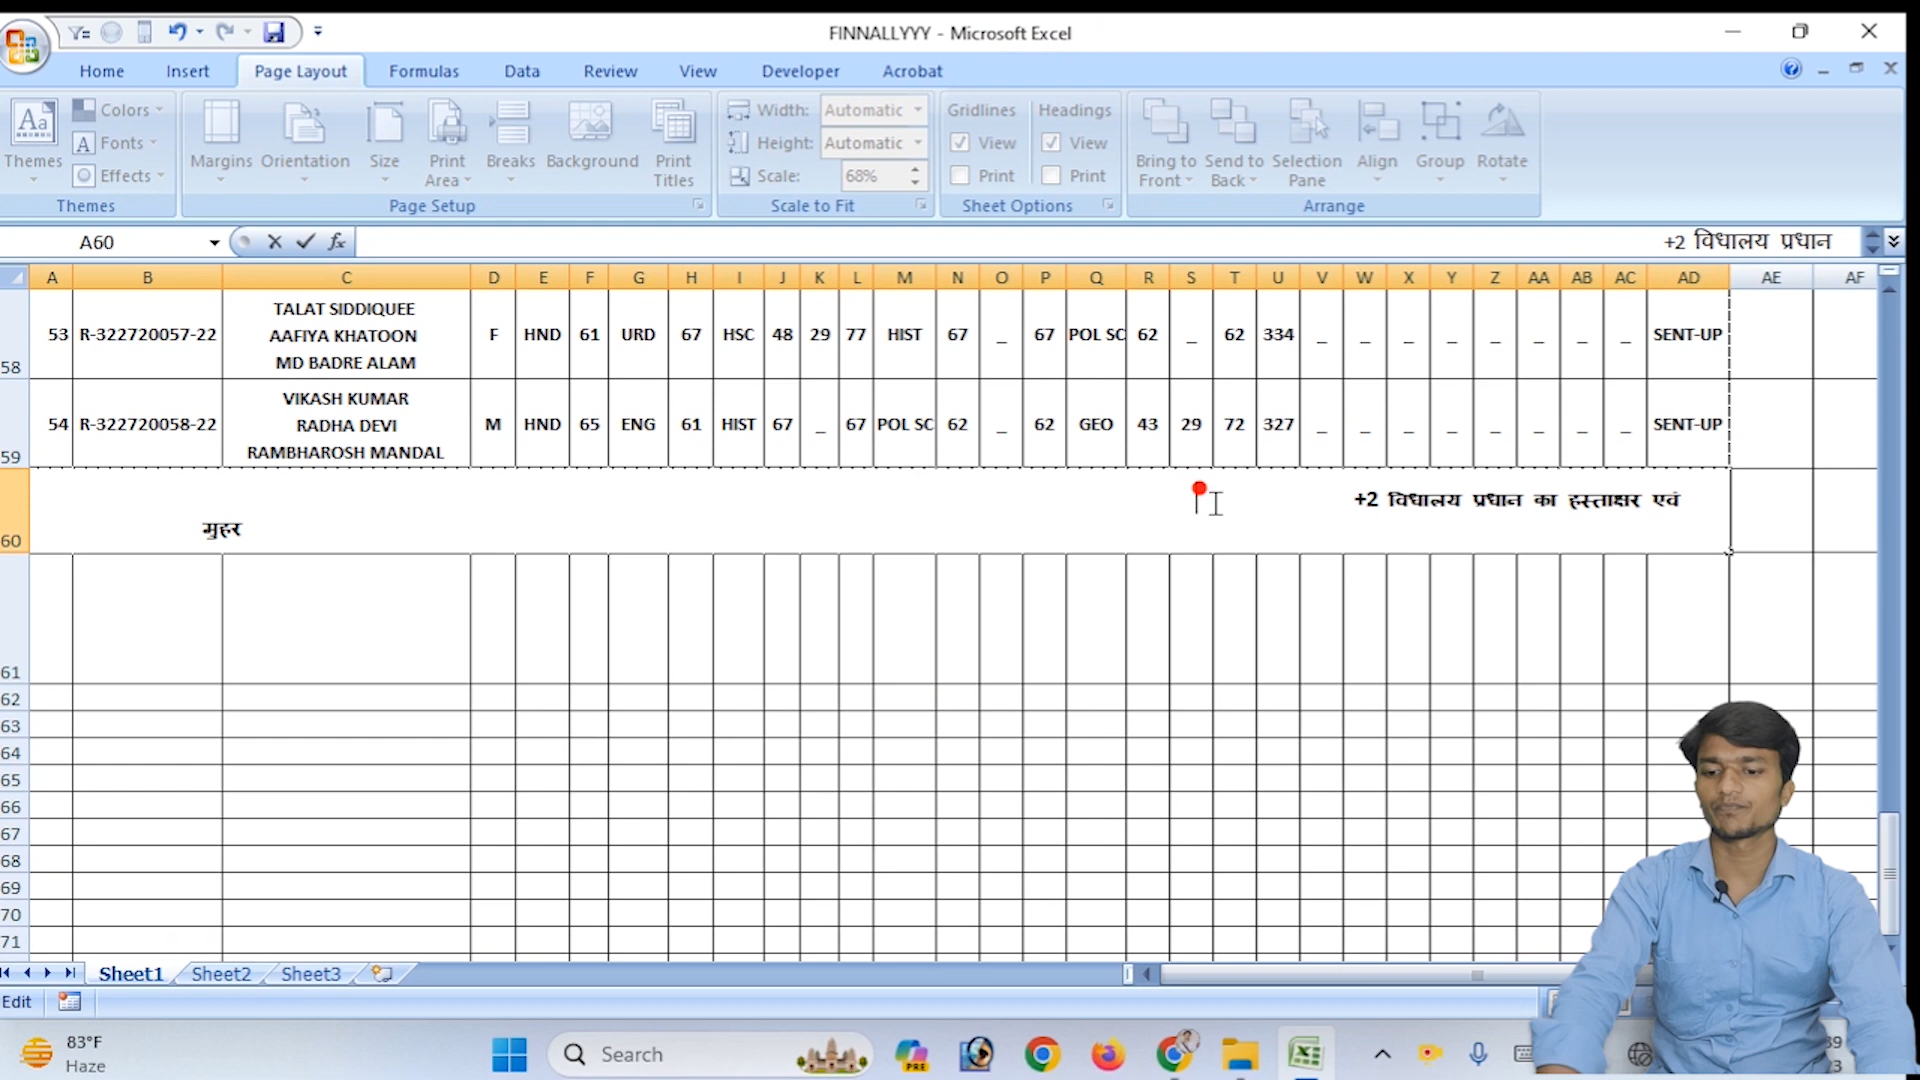 FINNALLYYY - Microsoft Excel
Home Insert Page Layout Formulas Data Review View Developer Acrobat
Aa Themes Colors Fonts Effects Themes
Margins Orientation Size Print Area Breaks Background Print Titles Page Setup
Width: Automatic Height: Automatic Scale: 68% Scale to Fit
Gridlines View Print Headings View Print Sheet Options
Bring to Front Send to Back Selection Pane Align Group Rotate Arrange
A60 fx +2 विधालय प्रधान
A B C D E F G H I J K L M N O P Q R S T U V W X Y Z AA AB AC AD AE AF
TALAT SIDDIQUEE
58 53 R-322720057-22 AAFIYA KHATOON F HND 61 URD 67 HSC 48 29 77 HIST 67 _ 67 POL SC 62 _ 62 334 _ _ _ _ _ _ _ _ SENT-UP
MD BADRE ALAM
VIKASH KUMAR
59 54 R-322720058-22 RADHA DEVI M HND 65 ENG 61 HIST 67 _ 67 POL SC 62 _ 62 GEO 43 29 72 327 _ _ _ _ _ _ _ _ SENT-UP
RAMBHAROSH MANDAL
+2 विधालय प्रधान का हस्ताक्षर एवं
60 मुहर
61
62
63
64
65
66
67
68
69
70
71
Sheet1 Sheet2 Sheet3
Edit
83°F
Haze
Search
PRE